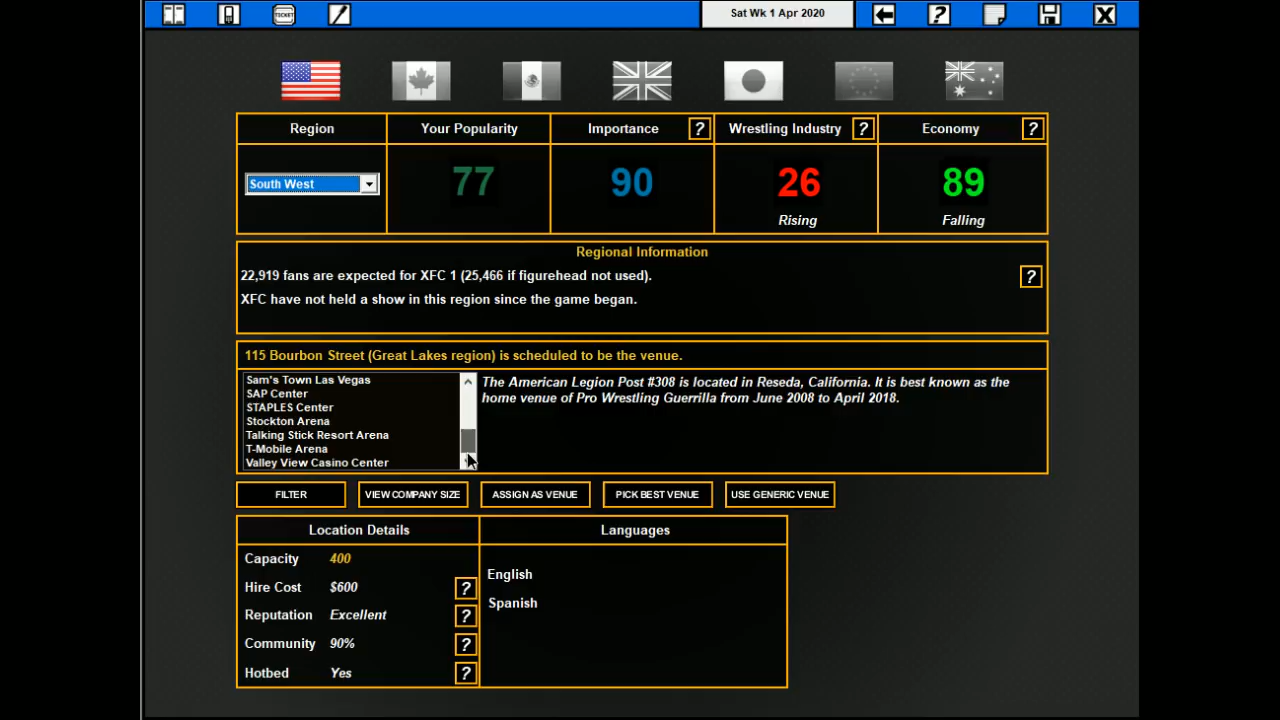 TICKET
Sat Wk 1 Apr 2020
?
X
Region
Your Popularity
Importance
?
Wrestling Industry
?
Economy
?
South West
77
90
26
89
Rising
Falling
Regional Information
22,919 fans are expected for XFC 1 (25,466 if figurehead not used).
?
XFC have not held a show in this region since the game began.
115 Bourbon Street (Great Lakes region) is scheduled to be the venue.
Sam's Town Las Vegas
SAP Center
STAPLES Center
Stockton Arena
Talking Stick Resort Arena
T-Mobile Arena
Valley View Casino Center
The American Legion Post #308 is located in Reseda, California. It is best known as the
home venue of Pro Wrestling Guerrilla from June 2008 to April 2018.
FILTER
VIEW COMPANY SIZE
ASSIGN AS VENUE
PICK BEST VENUE
USE GENERIC VENUE
Location Details
Languages
Capacity 400
Hire Cost $600 ?
Reputation Excellent ?
Community 90% ?
Hotbed Yes ?
English
Spanish